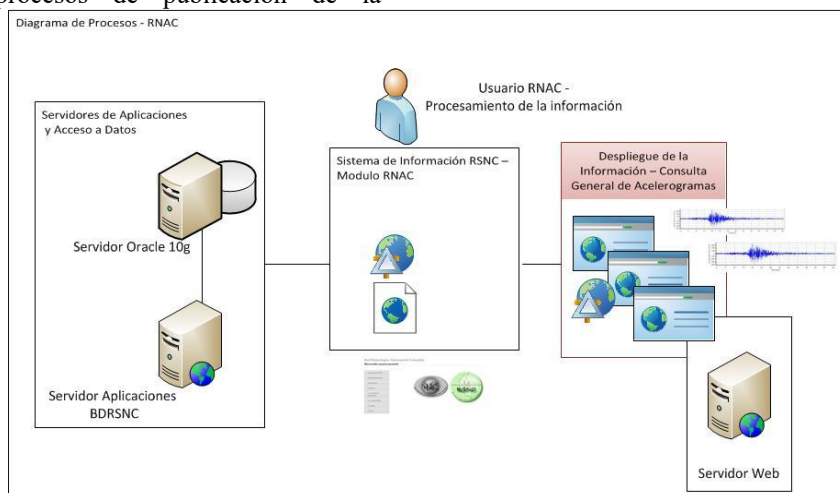 procesos de publicación de la
Diagrama de Procesos - RNAC
Usuario RNAC -
Procesamiento de la información
Servidores de Aplicaciones
y Acceso a Datos
Servidor Oracle 10g
Servidor Aplicaciones
BDRSNC
Sistema de Información RSNC –
Modulo RNAC
Despliegue de la
Información – Consulta
General de Acelerogramas
Servidor Web